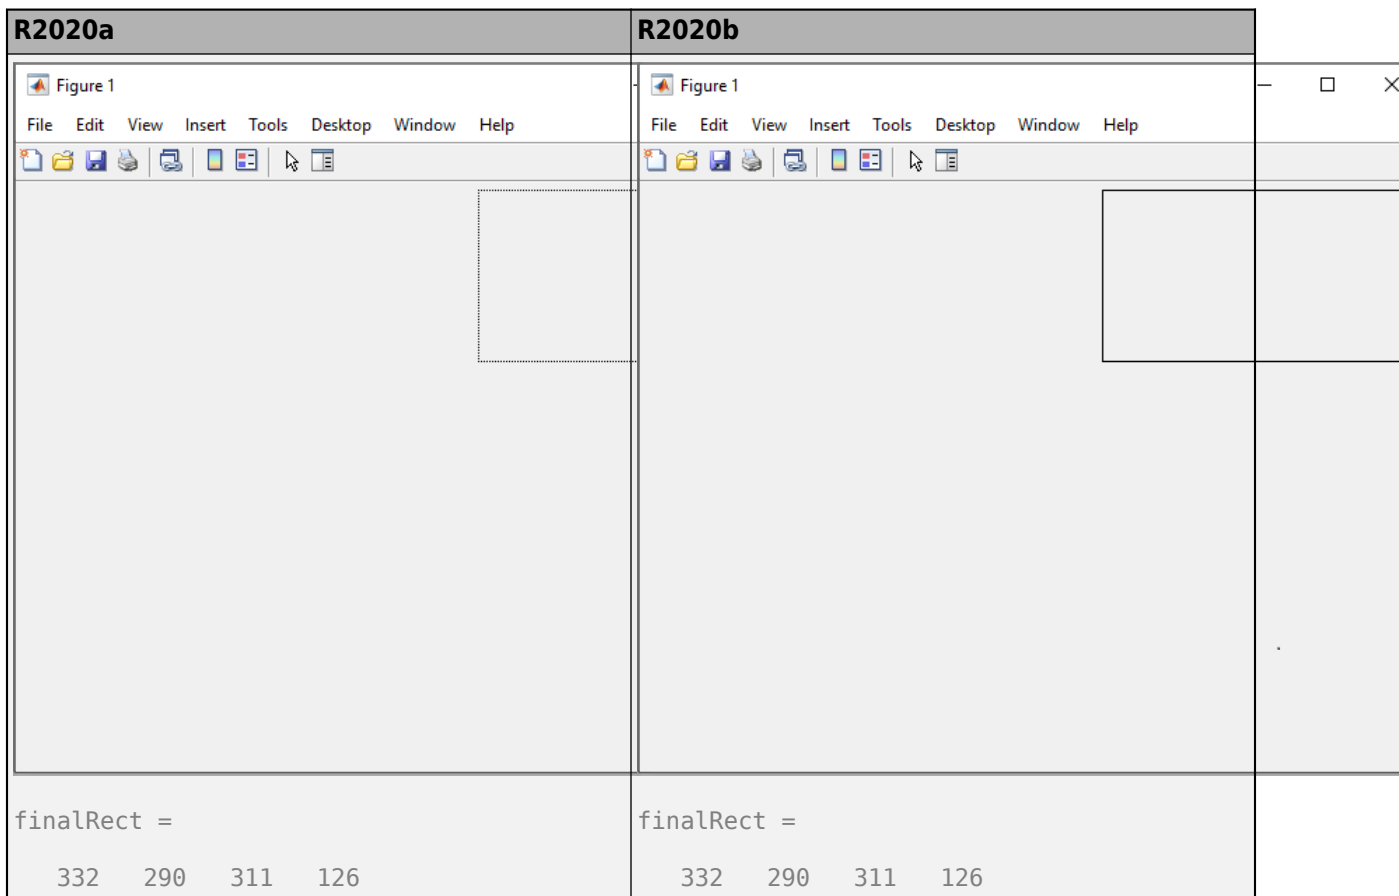 R2020a R2020b
Figure 1 Figure 1
File Edit View Insert Tools Desktop Window Help File Edit View Insert Tools Desktop Window Help
finalRect = finalRect =
332 290 311 126 332 290 311 126